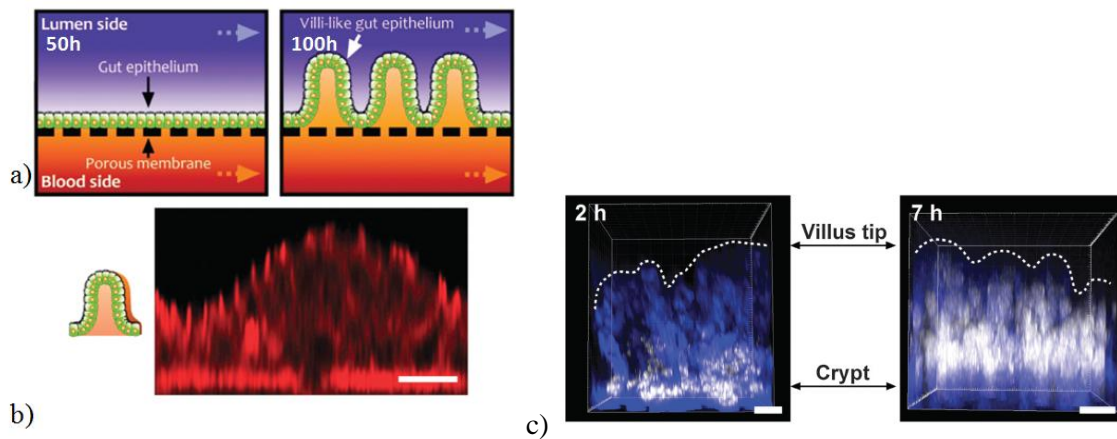 Lumen side
50h
Gut epithelium
Porous membrane
Blood side
Villi-like gut epithelium
100h
a)
b)
2 h
Villus tip
Crypt
7 h
c)